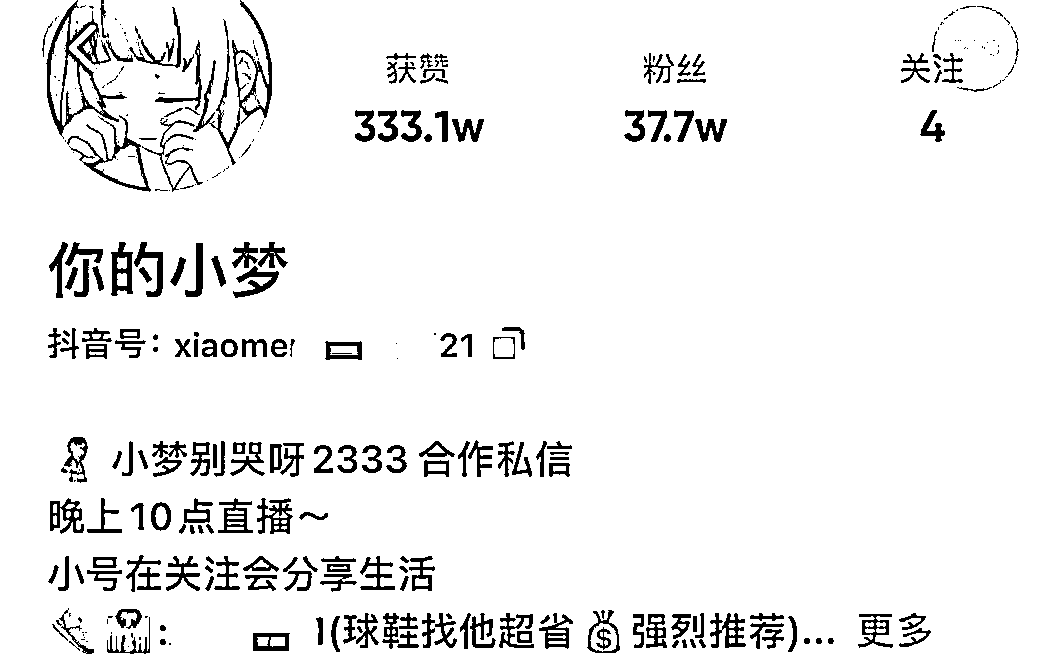 获赞 粉丝 关注
333.1w 37.7w 4
你的小梦
抖音号：xiaome 21
小梦别哭呀2333 合作私信
晚上10点直播～
小号在关注会分享生活
: 1(球鞋找他超省💰强烈推荐)... 更多